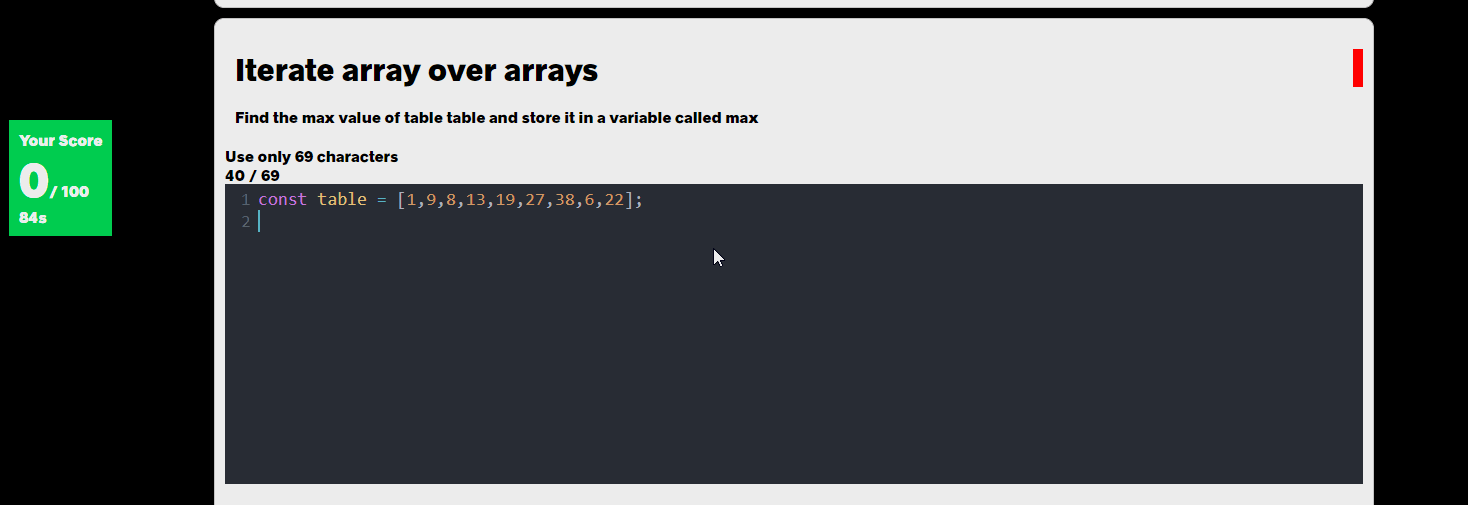 Iterate array over arrays
Find the max value of table table and store it in a variable called max
Your Score
0/ 100
84s
Use only 69 characters
40 / 69
1 const table = [1,9,8,13,19,27,38,6,22];
2